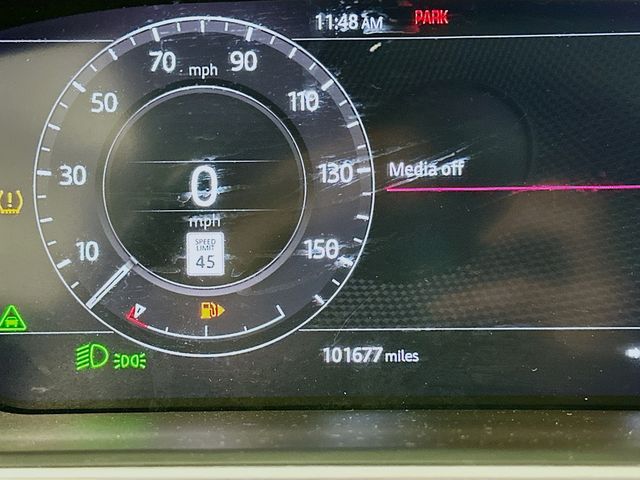 11:48 AM
PARK
70 mph 90
50 110
30 130
0
mph
Media off
SPEED
LIMIT
45
10 150
101677 miles